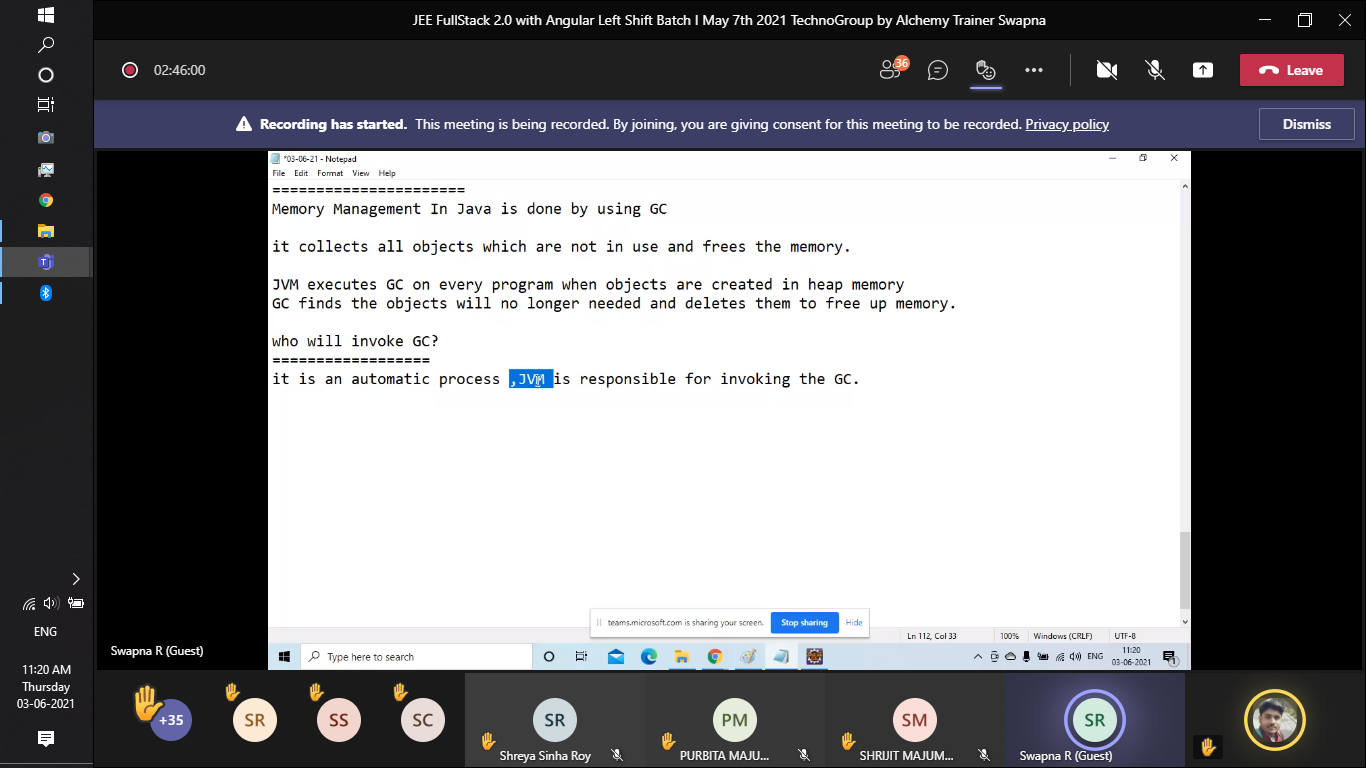 JEE FullStack 2.0 with Angular Left Shift Batch I May 7th 2021 TechnoGroup by Alchemy Trainer Swapna
02:46:00
36
Leave
Recording has started. This meeting is being recorded. By joining, you are giving consent for this meeting to be recorded. Privacy policy
Dismiss
*03-06-21 - Notepad
File Edit Format View Help
======================
Memory Management In Java is done by using GC
it collects all objects which are not in use and frees the memory.
JVM executes GC on every program when objects are created in heap memory
GC finds the objects will no longer needed and deletes them to free up memory.
who will invoke GC?
==================
it is an automatic process ,JVM is responsible for invoking the GC.
teams.microsoft.com is sharing your screen.
Stop sharing
Hide
Ln 112, Col 33
100%
Windows (CRLF)
UTF-8
Swapna R (Guest)
Type here to search
ENG
11:20
03-06-2021
1
ENG
11:20 AM
Thursday
03-06-2021
+35
SR
SS
SC
SR
Shreya Sinha Roy
PM
PURBITA MAJU...
SM
SHRIJIT MAJUM...
SR
Swapna R (Guest)